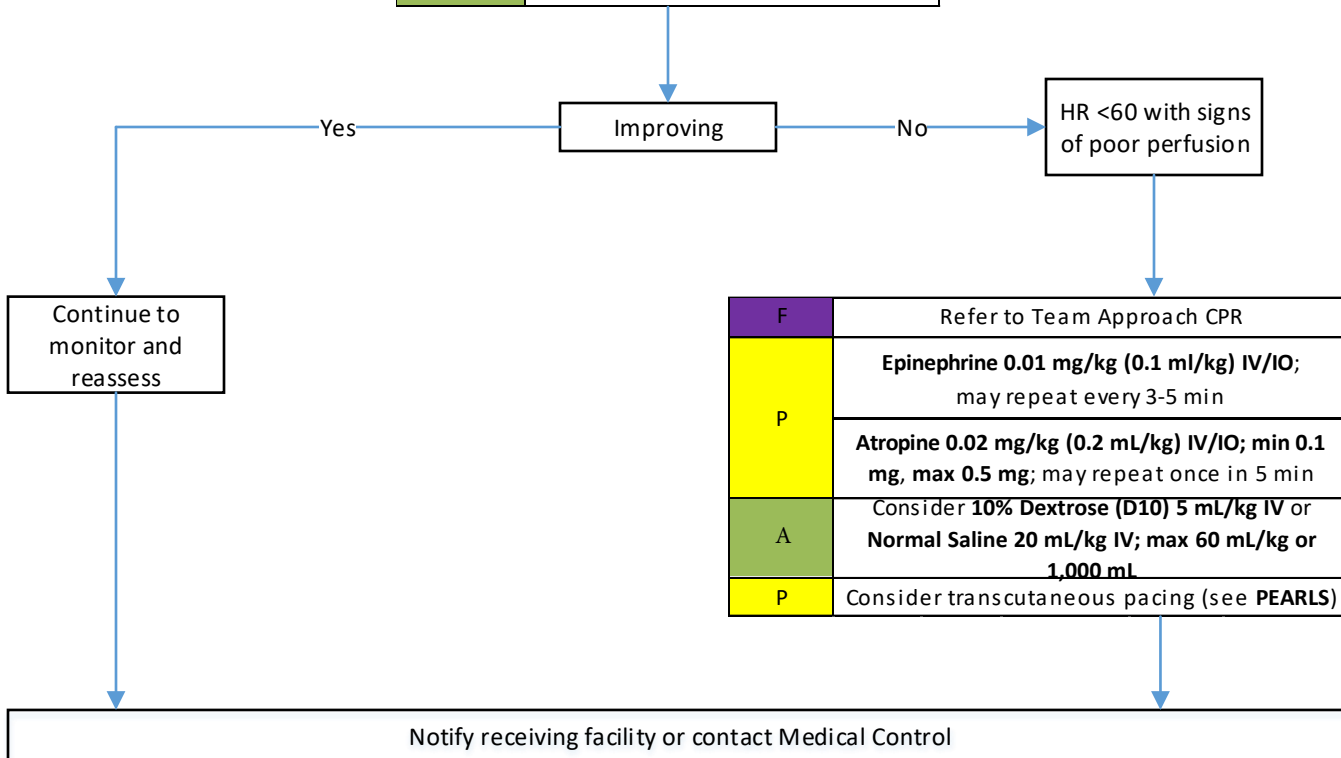 Yes
Improving
No
HR <60 with signs
of poor perfusion
Continue to
monitor and
reassess
F
Refer to Team Approach CPR
P
Epinephrine 0.01 mg/kg (0.1 ml/kg) IV/IO;
may repeat every 3-5 min
Atropine 0.02 mg/kg (0.2 mL/kg) IV/IO; min 0.1
mg, max 0.5 mg; may repeat once in 5 min
A
Consider 10% Dextrose (D10) 5 mL/kg IV or
Normal Saline 20 mL/kg IV; max 60 mL/kg or
1,000 mL
P
Consider transcutaneous pacing (see PEARLS)
Notify receiving facility or contact Medical Control